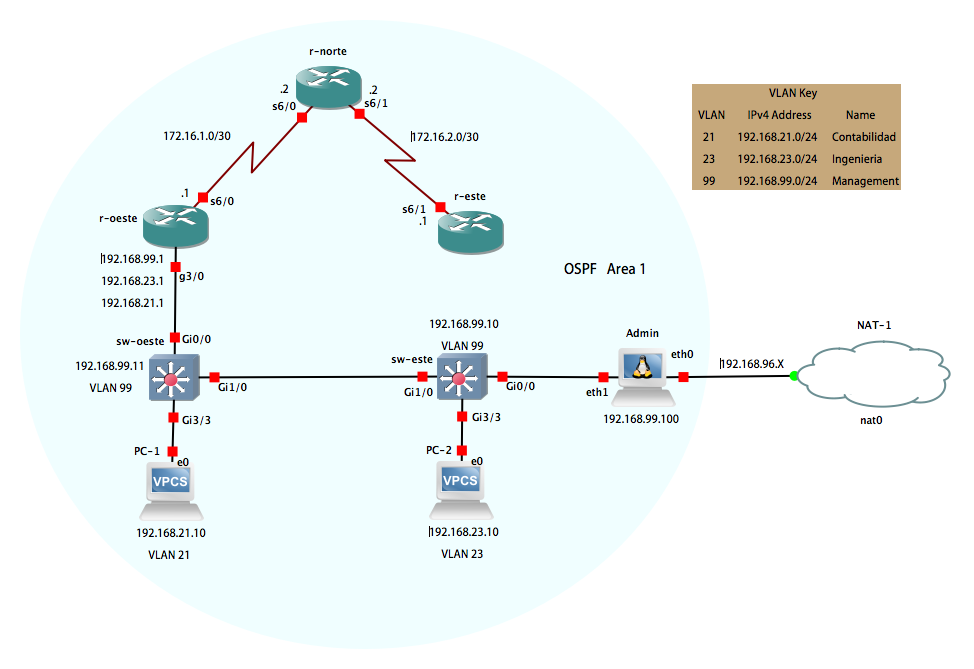 r-norte
.2
.2
s6/0
s6/1
172.16.1.0/30
172.16.2.0/30
VLAN Key
VLAN IPv4 Address Name
21 192.168.21.0/24 Contabilidad
23 192.168.23.0/24 Ingenieria
99 192.168.99.0/24 Management
.1
s6/0
r-oeste
r-este
s6/1
.1
192.168.99.1
g3/0
192.168.23.1
192.168.21.1
OSPF Area 1
sw-oeste
Gi0/0
192.168.99.11
VLAN 99
Gi1/0
Gi3/3
192.168.99.10
VLAN 99
sw-este
Gi1/0
Gi0/0
Gi3/3
Admin
eth0
eth1
192.168.99.100
192.168.96.X
NAT-1
nat0
PC-1
e0
VPCS
192.168.21.10
VLAN 21
PC-2
e0
VPCS
192.168.23.10
VLAN 23